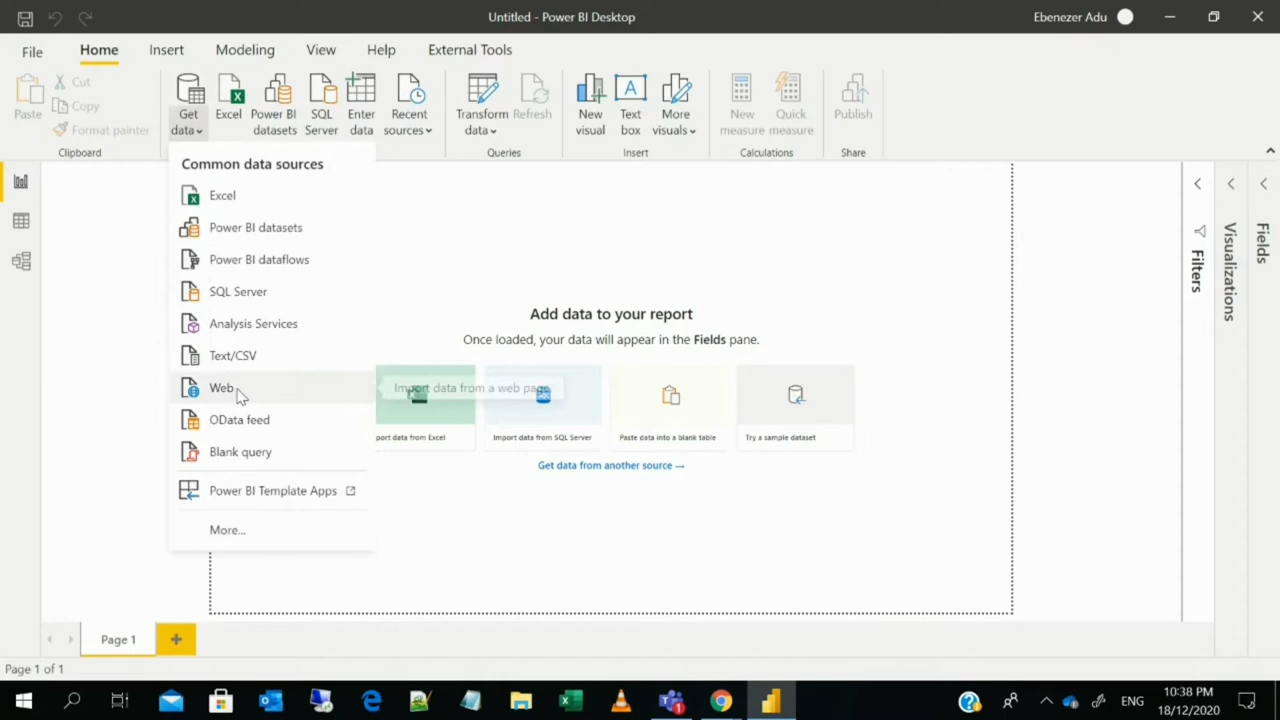 Untitled - Power BI Desktop
Ebenezer Adu
File
Home
Insert
Modeling
View
Help
External Tools
Paste
Cut
Copy
Format painter
Clipboard
Get
data
Excel
Power BI
datasets
SQL
Server
Enter
data
Recent
sources
Transform
data
Refresh
Queries
New
visual
Text
box
More
visuals
Insert
New
measure
Quick
measure
Calculations
Publish
Share
Common data sources
Excel
Power BI datasets
Power BI dataflows
SQL Server
Analysis Services
Text/CSV
Web
OData feed
Blank query
Power BI Template Apps
More...
Import data from a web page.
Add data to your report
Once loaded, your data will appear in the Fields pane.
port data from Excel
Import data from SQL Server
Paste data into a blank table
Try a sample dataset
Get data from another source →
Filters
Visualizations
Fields
Page 1
Page 1 of 1
1
ENG
10:38 PM
18/12/2020